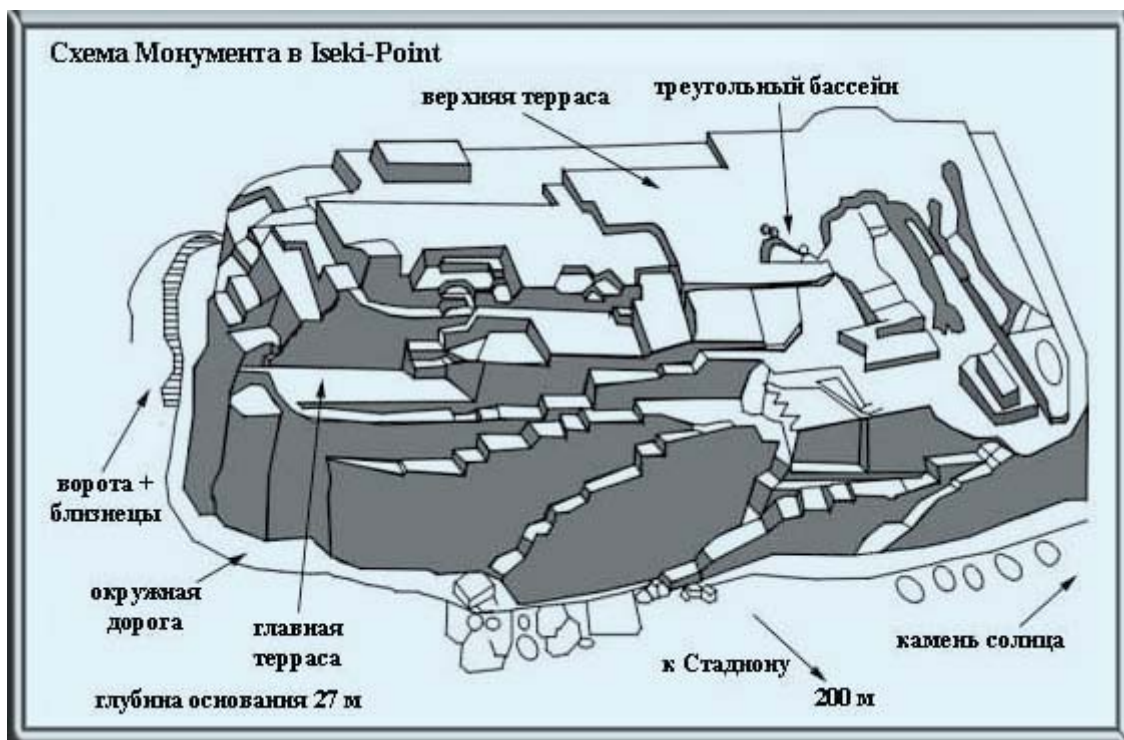 Схема Монумента в Iseki-Point
верхняя терраса
треугольный бассейн
ворота +
близнецы
окружная
дорога
главная
терраса
глубина основания 27 м
к Стадиону
200 м
камень солнца